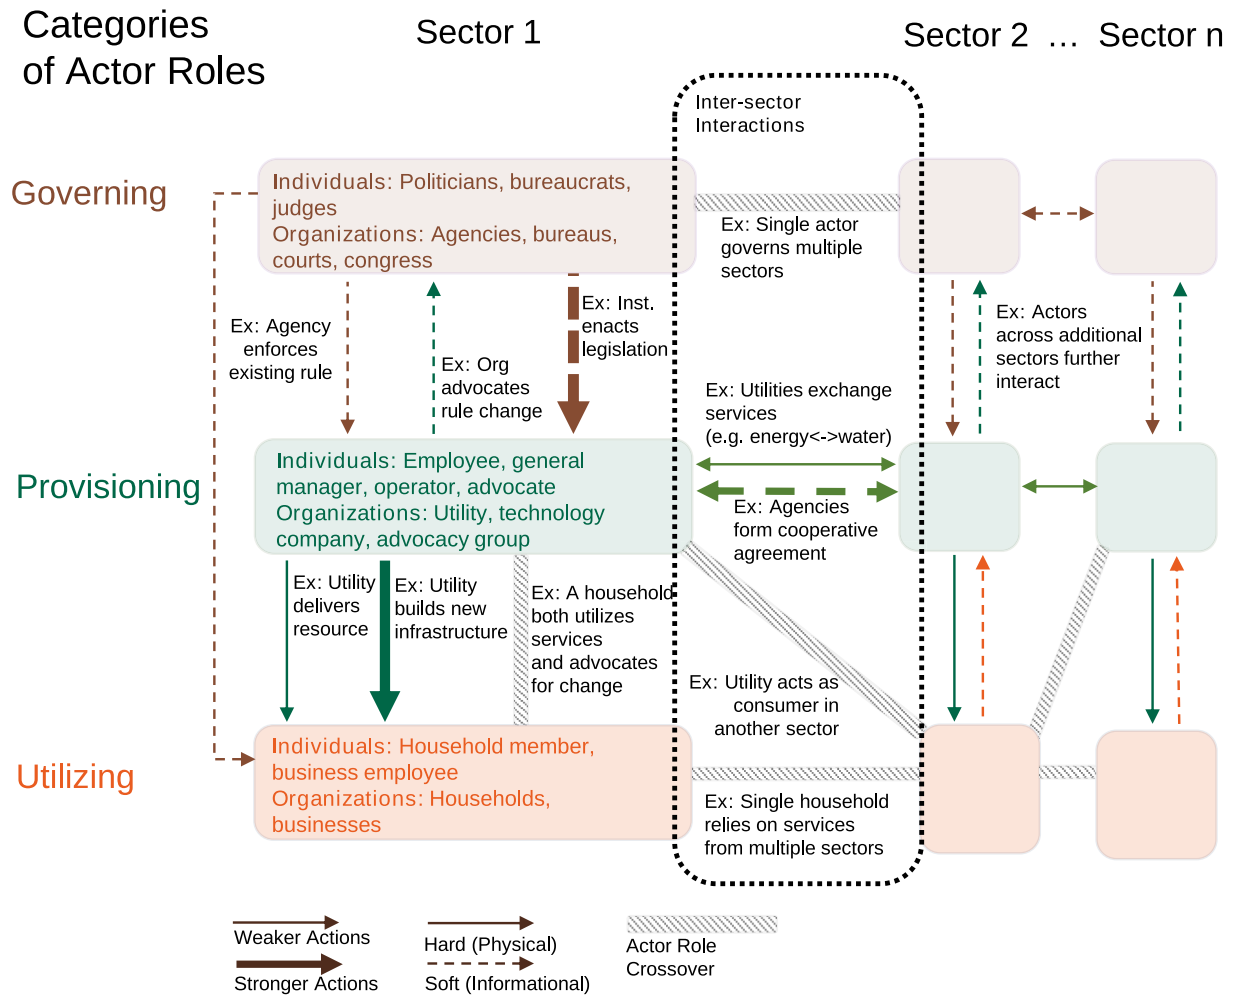 Categories
of Actor Roles
Sector 1
Sector 2 ... Sector n
Inter-sector
Interactions
Governing
Individuals: Politicians, bureaucrats,
judges
Organizations: Agencies, bureaus,
courts, congress
Ex: Single actor
governs multiple
sectors
Ex: Agency
enforces
existing rule
Ex: Org
advocates
rule change
Ex: Inst.
enacts
legislation
Ex: Actors
across additional
sectors further
interact
Ex: Utilities exchange
services
(e.g. energy<->water)
Provisioning
Individuals: Employee, general
manager, operator, advocate
Organizations: Utility, technology
company, advocacy group
Ex: Agencies
form cooperative
agreement
Ex: Utility
delivers
resource
Ex: Utility
builds new
infrastructure
Ex: A household
both utilizes
services
and advocates
for change
Ex: Utility acts as
consumer in
another sector
Utilizing
Individuals: Household member,
business employee
Organizations: Households,
businesses
Ex: Single household
relies on services
from multiple sectors
Weaker Actions
Stronger Actions
Hard (Physical)
Soft (Informational)
Actor Role
Crossover